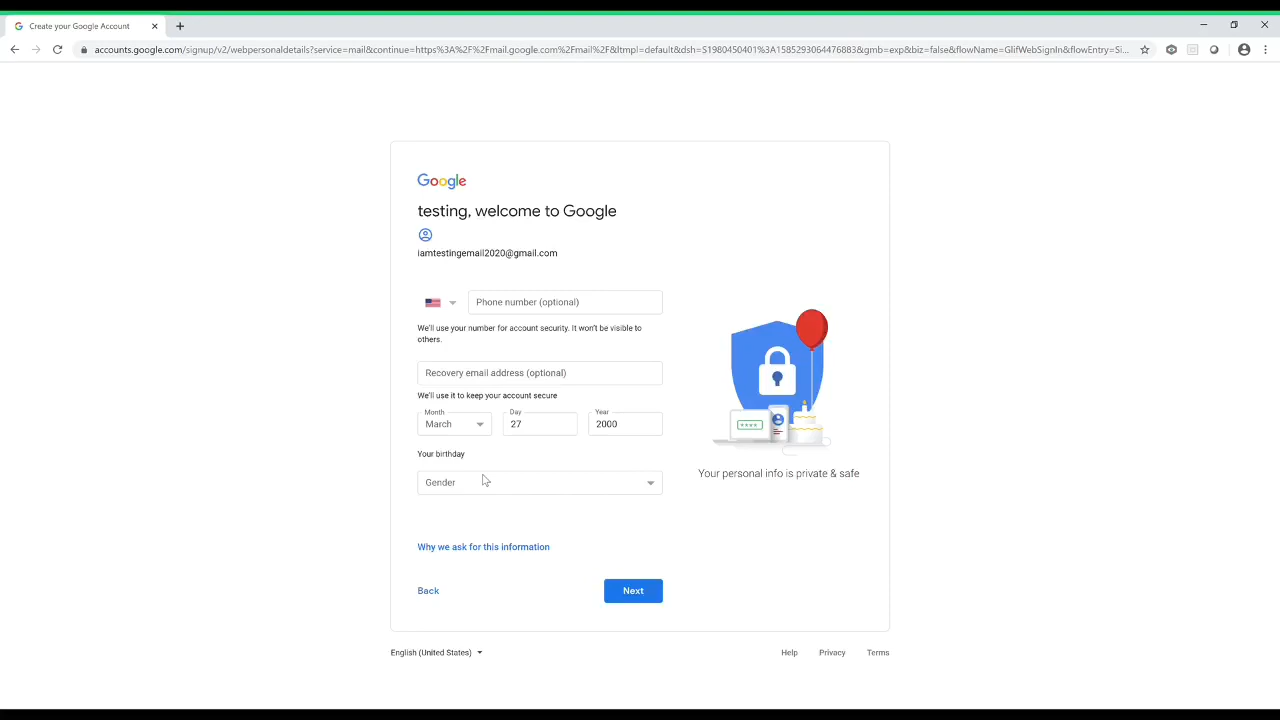 Create your Google Account
accounts.google.com/signup/v2/webpersonaldetails?service=mail&continue=https%3A%2F%2Fmail.google.com%2Fmail%2F&ltmpl=default&dsh=S1980450401%3A1585293064476883&gmb=exp&biz=false&flowName=GlifWebSignIn&flowEntry=Si...
Google
testing, welcome to Google
iamtestingemail2020@gmail.com
Phone number (optional)
We'll use your number for account security. It won't be visible to
others.
Recovery email address (optional)
We'll use it to keep your account secure
Month Day Year
March 27 2000
Your birthday
Gender
Your personal info is private & safe
Why we ask for this information
Back Next
English (United States) Help Privacy Terms